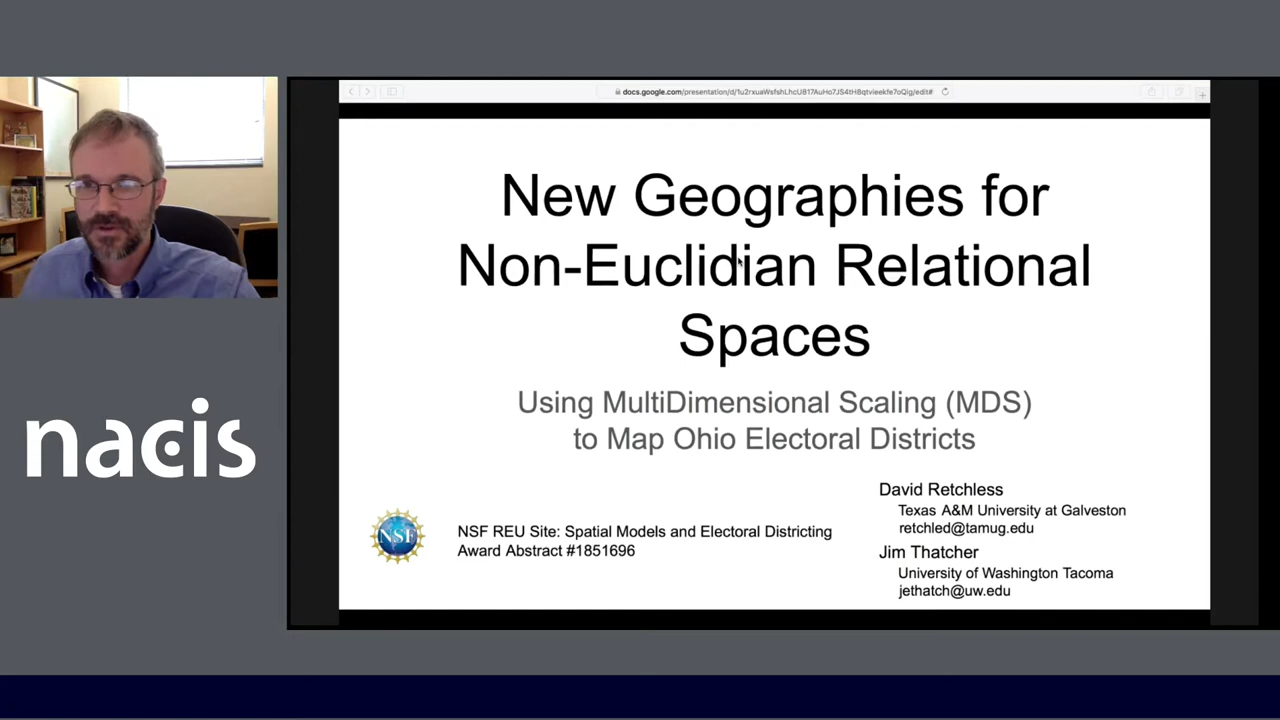 docs.google.com/presentation/d/1u2rxuaWsfshLhcU817AuHo7JS4tH8qtvieekfe7oQig/edit#
New Geographies for
Non-Euclidian Relational
Spaces
Using MultiDimensional Scaling (MDS)
to Map Ohio Electoral Districts
David Retchless
Texas A&M University at Galveston
retchled@tamug.edu
Jim Thatcher
University of Washington Tacoma
jethatch@uw.edu
NSF
NSF REU Site: Spatial Models and Electoral Districting
Award Abstract #1851696
nacis